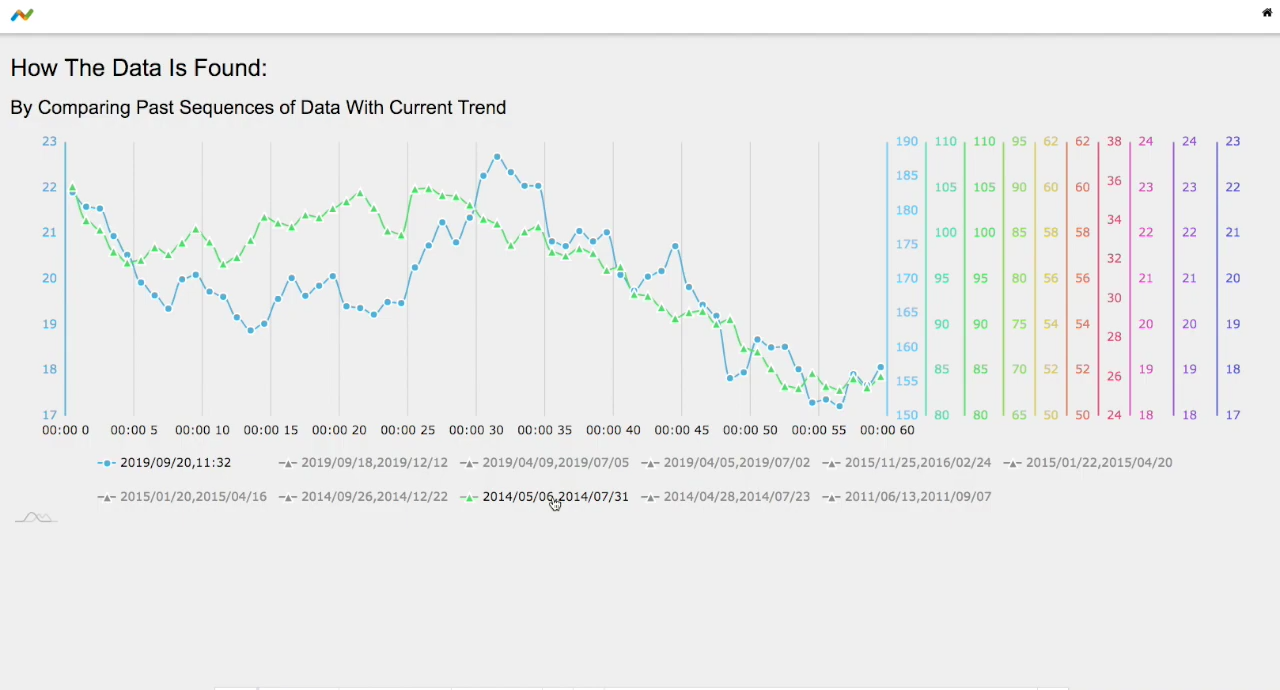 How The Data Is Found:
By Comparing Past Sequences of Data With Current Trend
23 190 110 110 95 62 62 38 24 24 23
185
22 105 105 90 60 60 36 23 23 22
180 34
21 100 100 85 58 58 22 22 21
175 32
20 170 95 95 80 56 56 21 21 20
30
165
19 90 90 75 54 54 28 20 20 19
160
18 85 85 70 52 52 26 19 19 18
155
17 150 80 80 65 50 50 24 18 18 17
00:00 0 00:00 5 00:00 10 00:00 15 00:00 20 00:00 25 00:00 30 00:00 35 00:00 40 00:00 45 00:00 50 00:00 55 00:00 60
2019/09/20,11:32 2019/09/18,2019/12/12 2019/04/09,2019/07/05 2019/04/05,2019/07/02 2015/11/25,2016/02/24 2015/01/22,2015/04/20
2015/01/20,2015/04/16 2014/09/26,2014/12/22 2014/05/06,2014/07/31 2014/04/28,2014/07/23 2011/06/13,2011/09/07